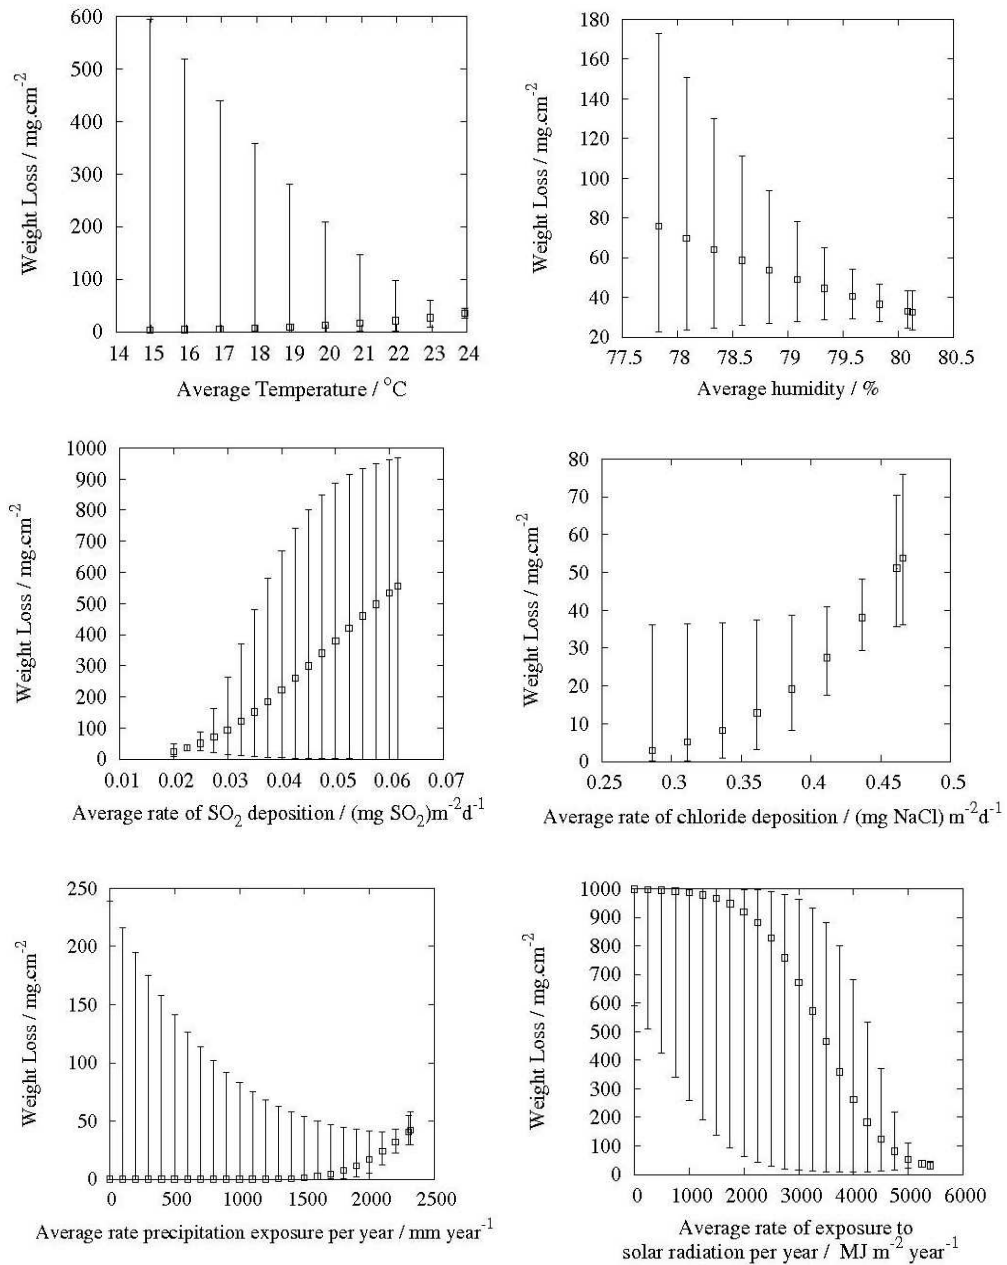 600
500
400
300
200
100
0
Weight Loss / mg.cm-2
14 15 16 17 18 19 20 21 22 23 24
Average Temperature / oC
180
160
140
120
100
80
60
40
20
Weight Loss / mg.cm-2
77.5 78 78.5 79 79.5 80 80.5
Average humidity / %
1000
900
800
700
600
500
400
300
200
100
0
Weight Loss / mg.cm-2
0.01 0.02 0.03 0.04 0.05 0.06 0.07
Average rate of SO2 deposition / (mg SO2)m-2d-1
80
70
60
50
40
30
20
10
0
Weight Loss / mg.cm-2
0.25 0.3 0.35 0.4 0.45 0.5
Average rate of chloride deposition / (mg NaCl) m-2d-1
250
200
150
100
50
0
Weight Loss / mg.cm-2
0 500 1000 1500 2000 2500
Average rate precipitation exposure per year / mm year-1
1000
900
800
700
600
500
400
300
200
100
0
Weight Loss / mg.cm-2
0 1000 2000 3000 4000 5000 6000
Average rate of exposure to
solar radiation per year / MJ m-2 year-1